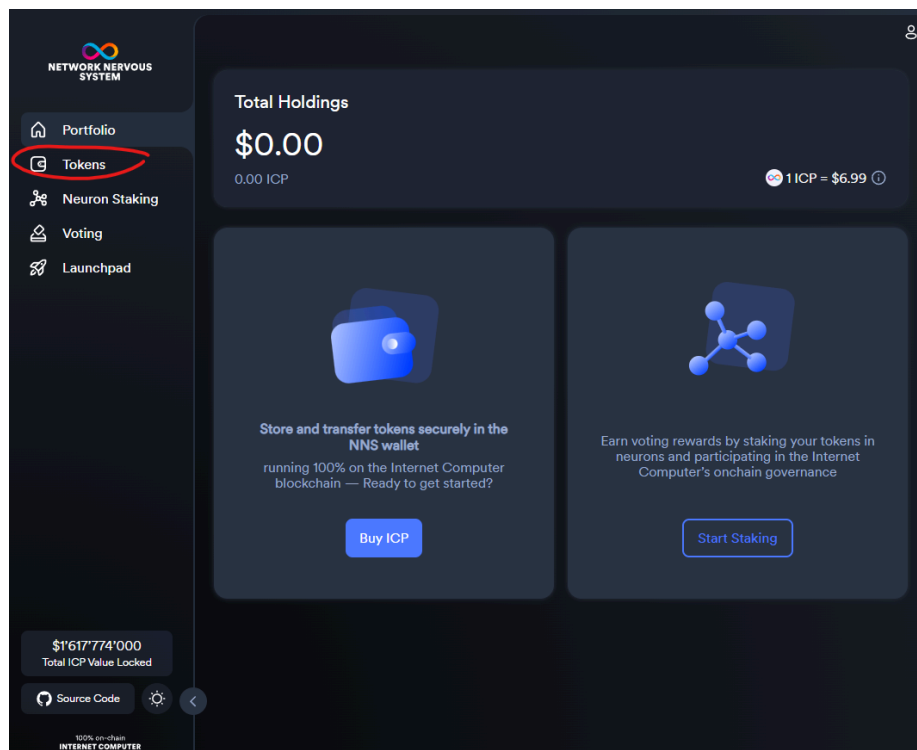 NETWORK NERVOUS
SYSTEM
Portfolio
Tokens
Neuron Staking
Voting
Launchpad
$1'617'774'000
Total ICP Value Locked
Source Code
100% on-chain
INTERNET COMPUTER
Total Holdings
$0.00
0.00 ICP
1 ICP = $6.99
Store and transfer tokens securely in the
NNS wallet
running 100% on the Internet Computer
blockchain — Ready to get started?
Buy ICP
Earn voting rewards by staking your tokens in
neurons and participating in the Internet
Computer's onchain governance
Start Staking